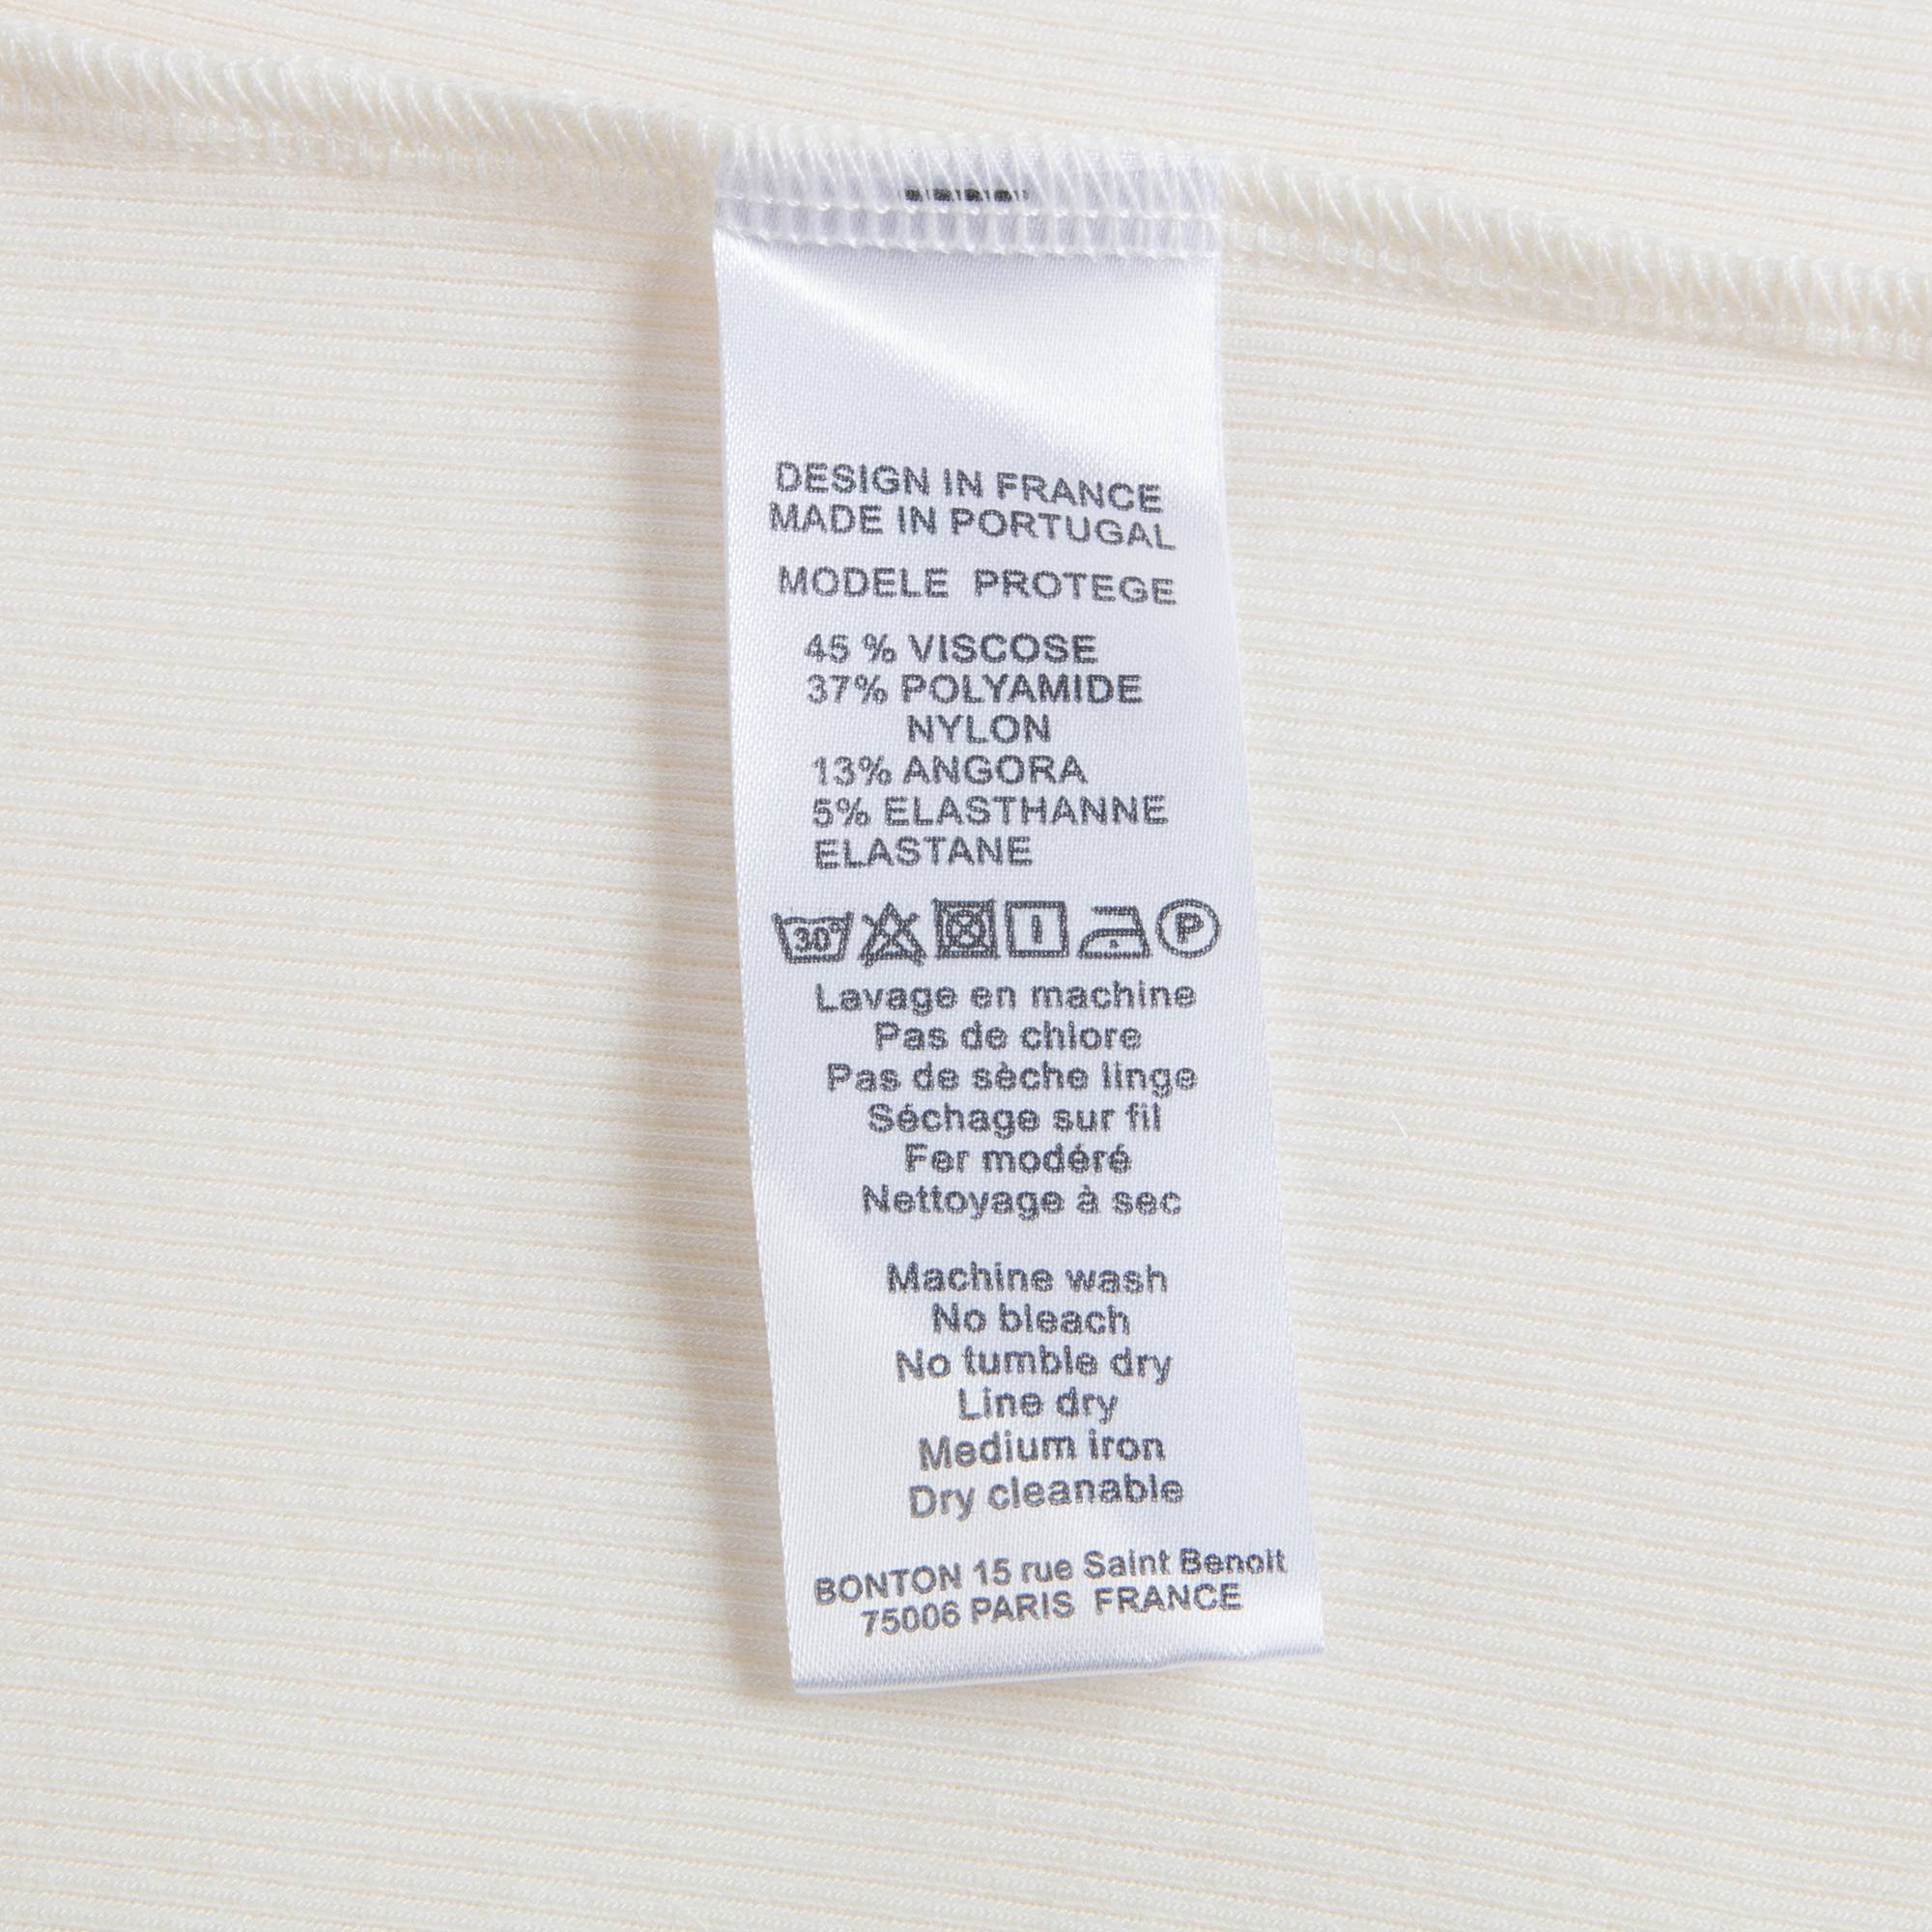 DESIGN IN FRANCE
MADE IN PORTUGAL
MODELE PROTEGE
45 % VISCOSE
37% POLYAMIDE
NYLON
13% ANGORA
5% ELASTHANNE
ELASTANE
30° P
Lavage en machine
Pas de chlore
Pas de sèche linge
Séchage sur fil
Fer modéré
Nettoyage à sec
Machine wash
No bleach
No tumble dry
Line dry
Medium iron
Dry cleanable
BONTON 15 rue Saint Benoit
75006 PARIS FRANCE